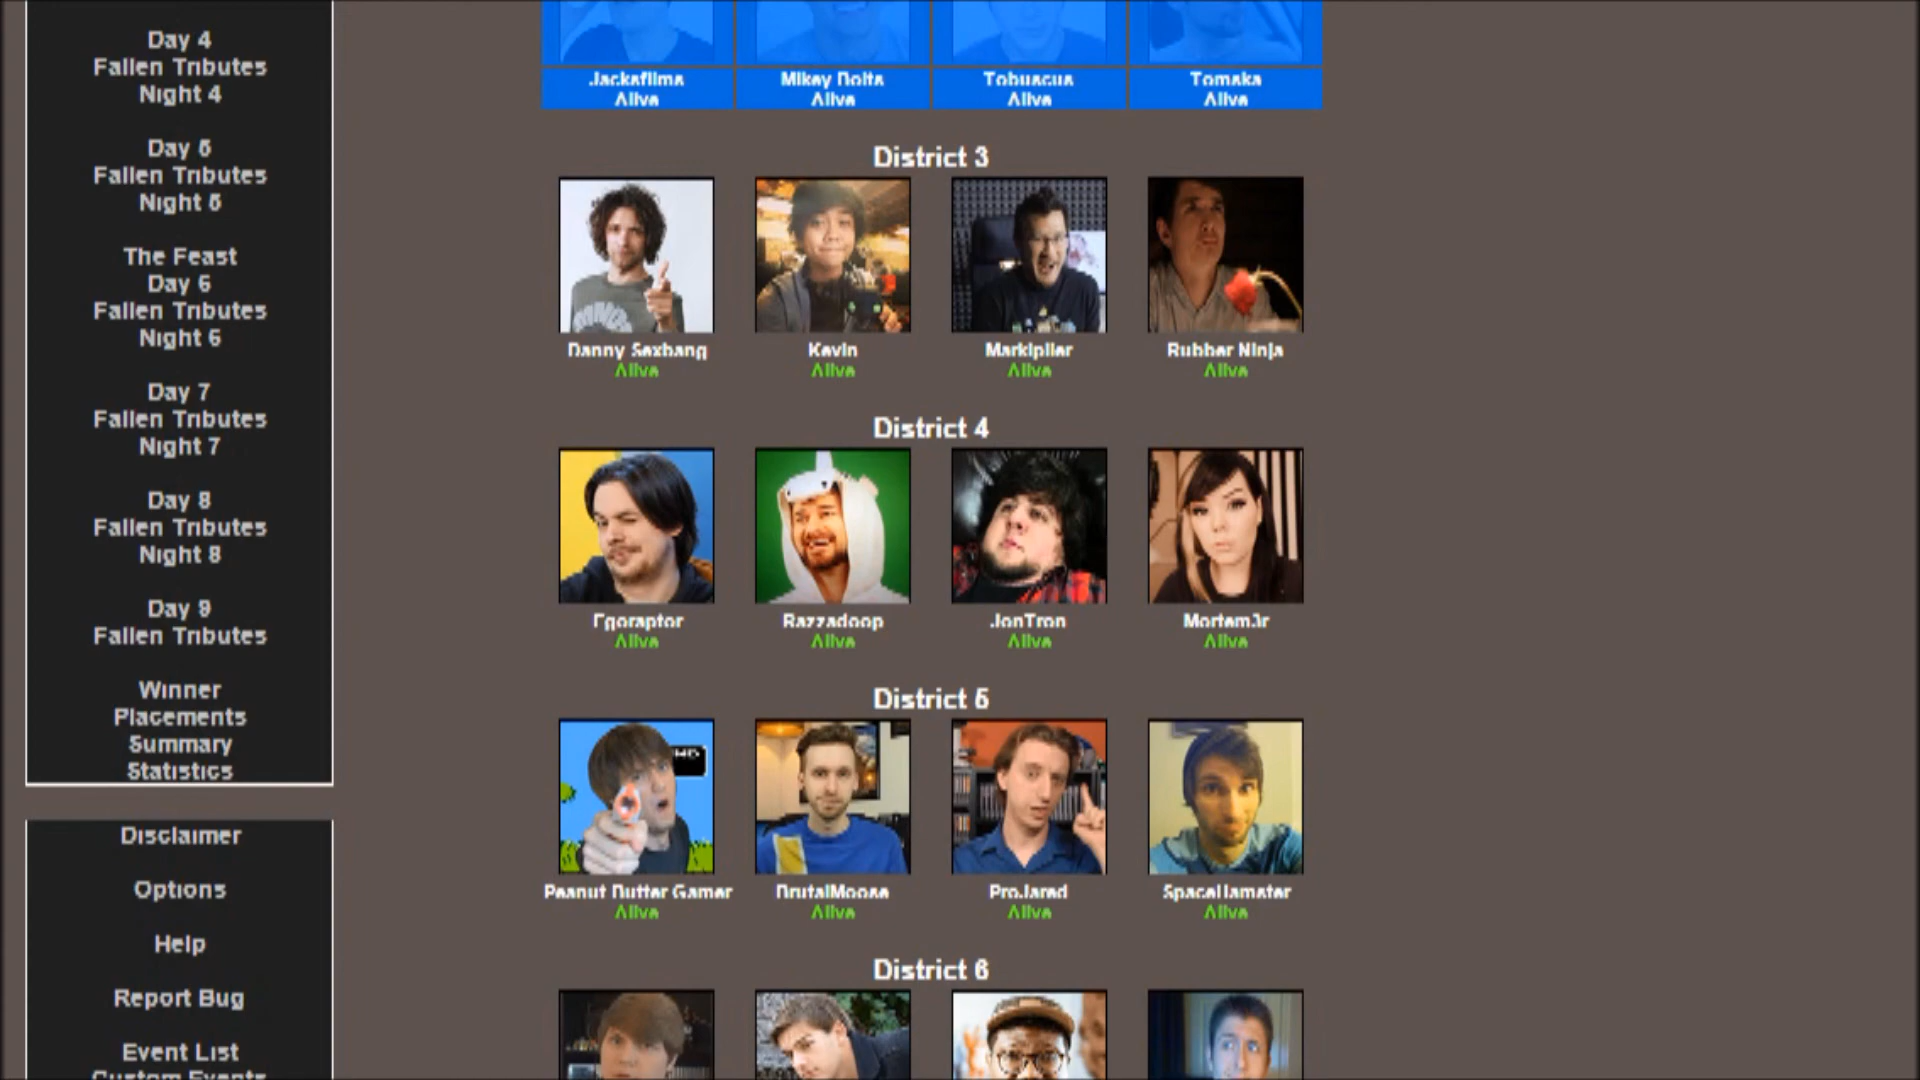 Day 4
Fallen Tributes
Night 4
Day 5
Fallen Tributes
Night 5
The Feast
Day 6
Fallen Tributes
Night 6
Day 7
Fallen Tributes
Night 7
Day 8
Fallen Tributes
Night 8
Day 9
Fallen Tributes
Winner
Placements
Summary
Statistics
Disclaimer
Options
Help
Report Bug
Event List
Custom Events
Jacksfilms Mikey Bolts Tobuscus Tomska
Alive Alive Alive Alive
District 3
Danny Sexbang Kevin Markiplier Rubber Ninja
Alive Alive Alive Alive
District 4
Egoraptor Razzadoop JonTron Mortem3r
Alive Alive Alive Alive
District 5
HD
Peanut Butter Gamer BrutalMoose ProJared SpaceHamster
Alive Alive Alive Alive
District 6